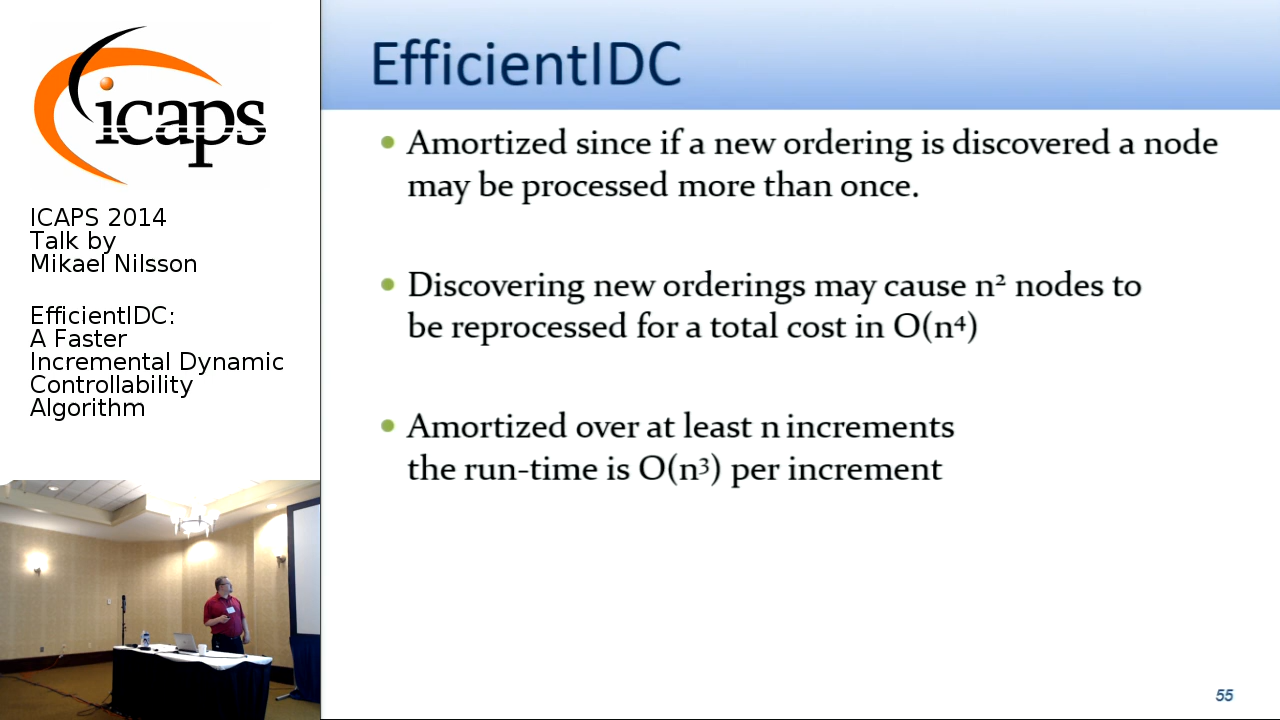 icaps
ICAPS 2014
Talk by
Mikael Nilsson
EfficientIDC:
A Faster
Incremental Dynamic
Controllability
Algorithm
EfficientIDC
• Amortized since if a new ordering is discovered a node
may be processed more than once.
• Discovering new orderings may cause n² nodes to
be reprocessed for a total cost in O(n⁴)
• Amortized over at least n increments
the run-time is O(n³) per increment
55